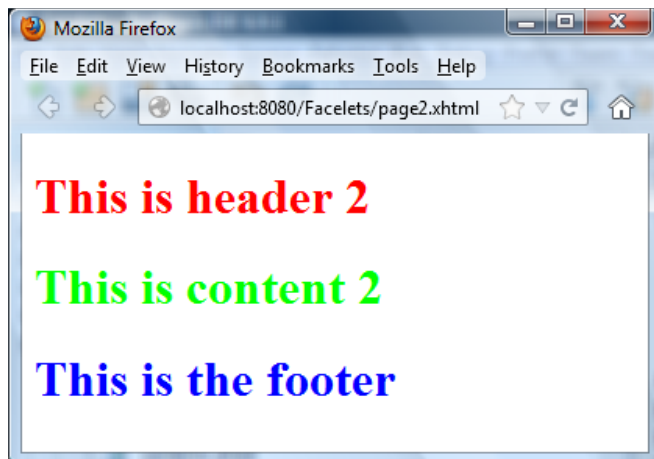 Mozilla Firefox
File Edit View History Bookmarks Tools Help
localhost:8080/Facelets/page2.xhtml
This is header 2
This is content 2
This is the footer